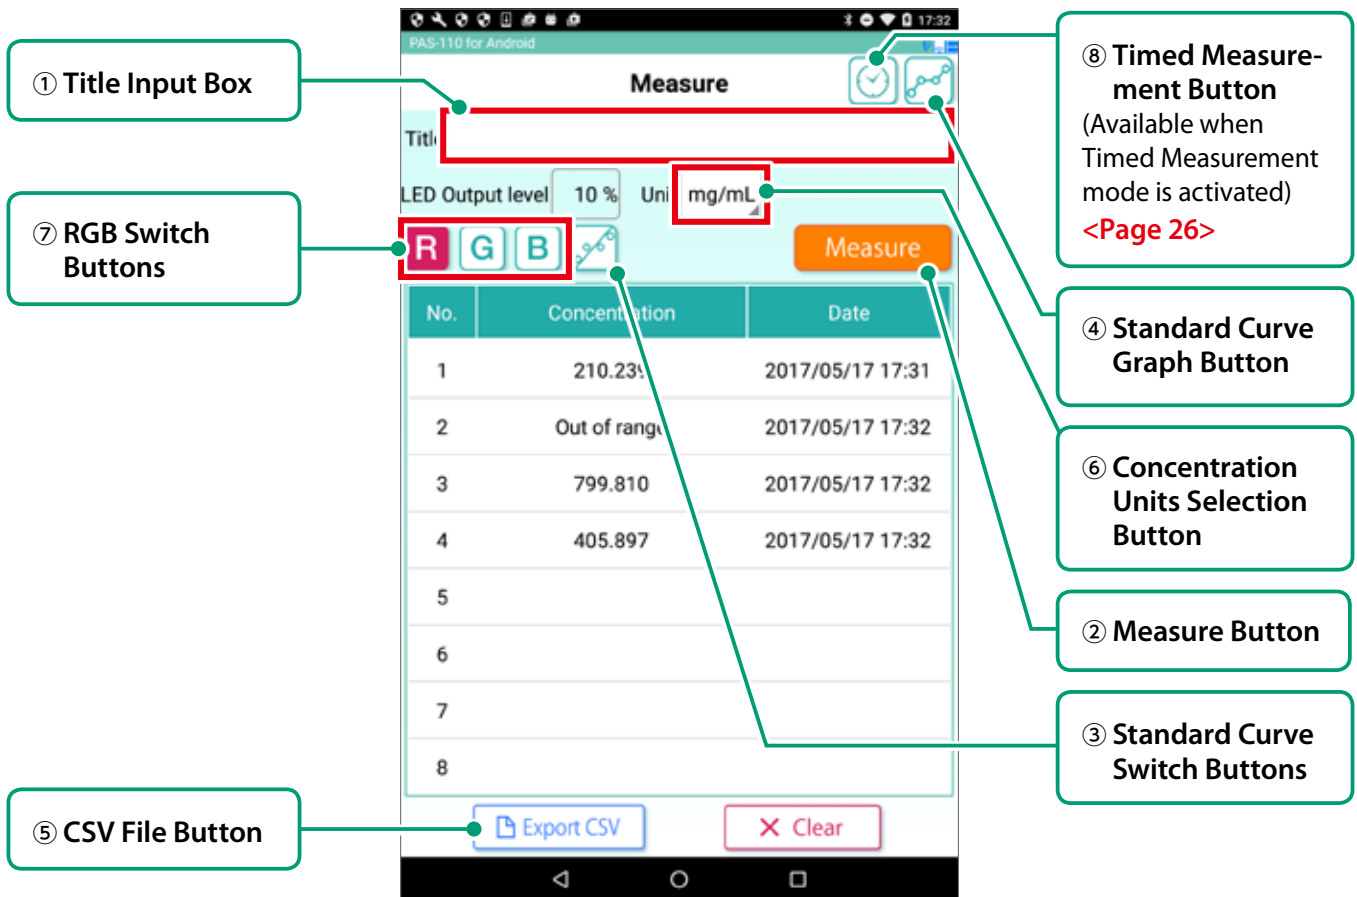 17:32
PAS-110 for Android
Measure
Title
LED Output level 10 % Uni mg/mL
R G B
Measure
No. Concentration Date
1 210.239 2017/05/17 17:31
2 Out of range 2017/05/17 17:32
3 799.810 2017/05/17 17:32
4 405.897 2017/05/17 17:32
5
6
7
8
Export CSV
Clear
① Title Input Box
⑦ RGB Switch
Buttons
⑤ CSV File Button
⑧ Timed Measure-
ment Button
(Available when
Timed Measurement
mode is activated)
<Page 26>
④ Standard Curve
Graph Button
⑥ Concentration
Units Selection
Button
② Measure Button
③ Standard Curve
Switch Buttons